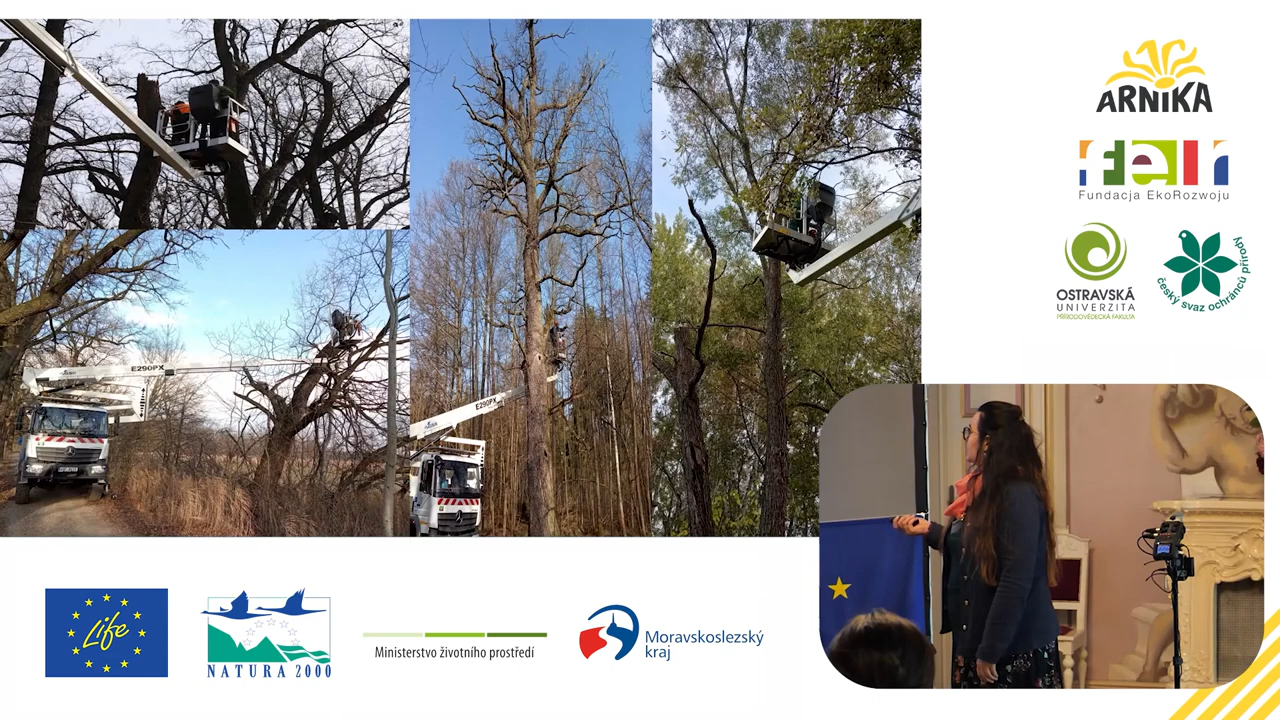 ARNIKA
feer
Fundacja EkoRozwoju
OSTRAVSKÁ
UNIVERZITA
PŘÍRODOVĚDECKÁ FAKULTA
český svaz ochránců přírody
E290PX
E290PX
Life
NATURA 2000
Ministerstvo životního prostředí
Moravskoslezský
kraj